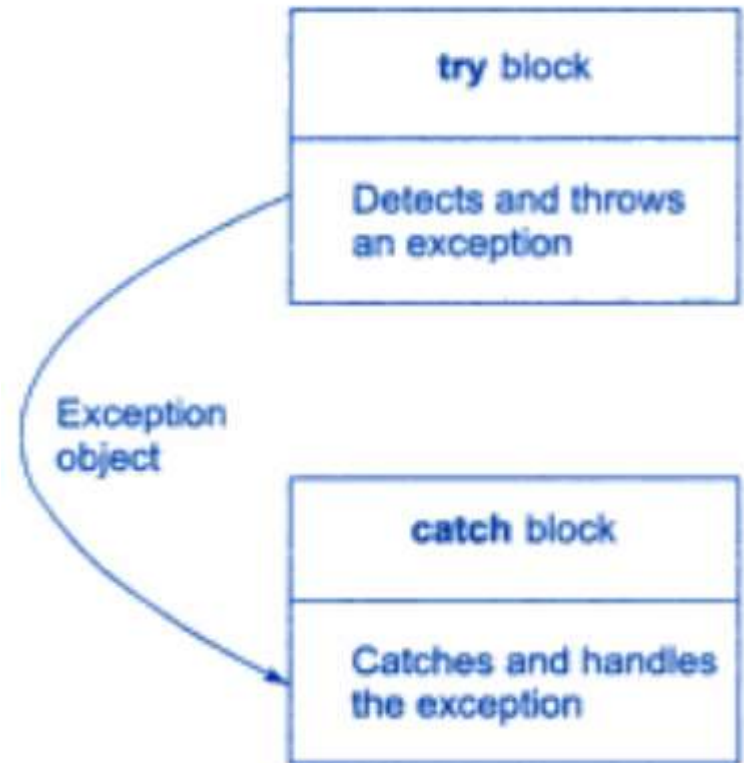 try block
Detects and throws
an exception
Exception
object
catch block
Catches and handles
the exception